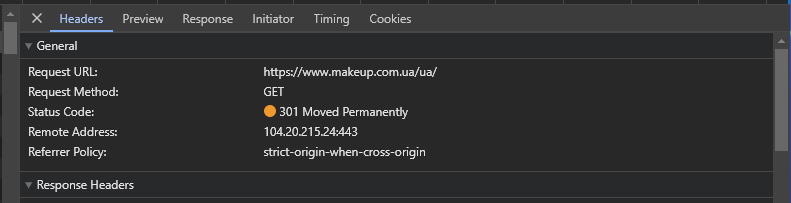 Headers Preview Response Initiator Timing Cookies
General
Request URL: https://www.makeup.com.ua/ua/
Request Method: GET
Status Code: 301 Moved Permanently
Remote Address: 104.20.215.24:443
Referrer Policy: strict-origin-when-cross-origin
Response Headers